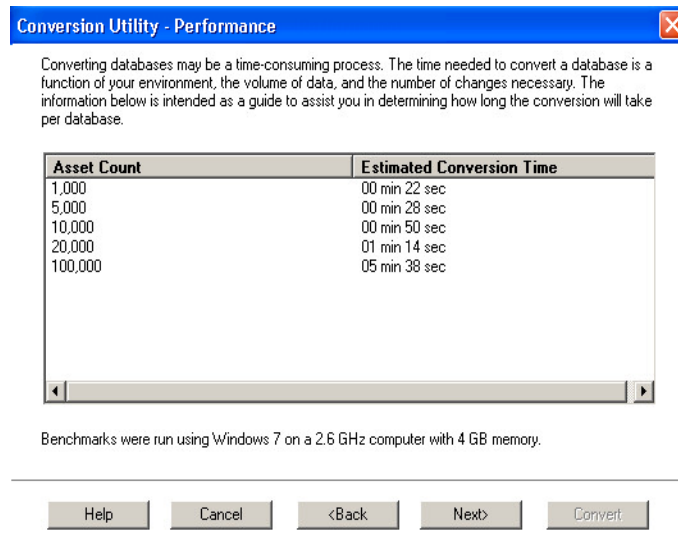 Conversion Utility - Performance
Converting databases may be a time-consuming process. The time needed to convert a database is a
function of your environment, the volume of data, and the number of changes necessary. The
information below is intended as a guide to assist you in determining how long the conversion will take
per database.
Asset Count Estimated Conversion Time
1,000 00 min 22 sec
5,000 00 min 28 sec
10,000 00 min 50 sec
20,000 01 min 14 sec
100,000 05 min 38 sec
Benchmarks were run using Windows 7 on a 2.6 GHz computer with 4 GB memory.
Help Cancel <Back Next> Convert